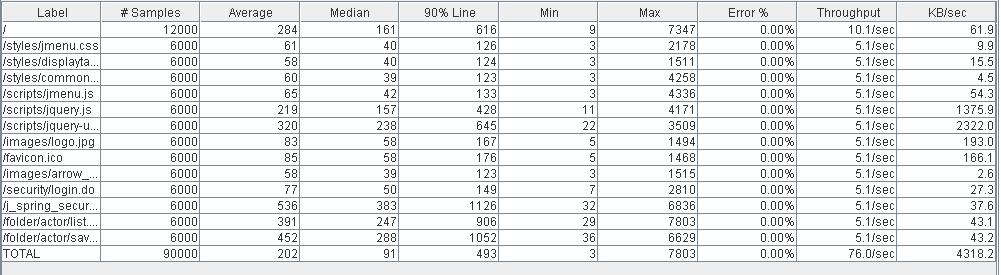 Label # Samples Average Median 90% Line Min Max Error % Throughput KB/sec
/ 12000 284 161 616 9 7347 0.00% 10.1/sec 61.9
/styles/jmenu.css 6000 61 40 126 3 2178 0.00% 5.1/sec 9.9
/styles/displayta... 6000 58 40 124 3 1511 0.00% 5.1/sec 15.5
/styles/common... 6000 60 39 123 3 4258 0.00% 5.1/sec 4.5
/scripts/jmenu.js 6000 65 42 133 3 4336 0.00% 5.1/sec 54.3
/scripts/jquery.js 6000 219 157 428 11 4171 0.00% 5.1/sec 1375.9
/scripts/jquery-u... 6000 320 238 645 22 3509 0.00% 5.1/sec 2322.0
/images/logo.jpg 6000 83 58 167 5 1494 0.00% 5.1/sec 193.0
/favicon.ico 6000 85 58 176 5 1468 0.00% 5.1/sec 166.1
/images/arrow_... 6000 58 39 123 3 1515 0.00% 5.1/sec 2.6
/security/login.do 6000 77 50 149 7 2810 0.00% 5.1/sec 27.3
/j_spring_secur... 6000 536 383 1126 32 6836 0.00% 5.1/sec 37.6
/folder/actor/list.... 6000 391 247 906 29 7803 0.00% 5.1/sec 43.1
/folder/actor/sav... 6000 452 288 1052 36 6629 0.00% 5.1/sec 43.2
TOTAL 90000 202 91 493 3 7803 0.00% 76.0/sec 4318.2